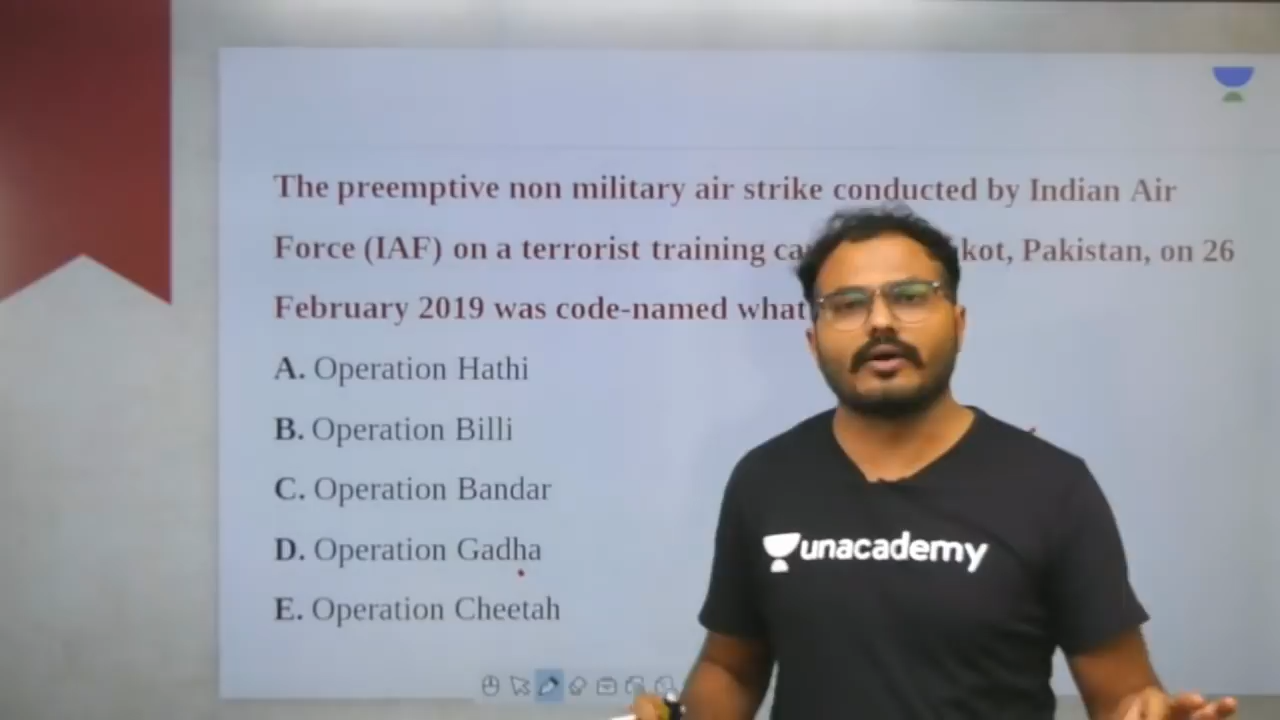 The preemptive non military air strike conducted by Indian Air
Force (IAF) on a terrorist training kot, Pakistan, on 26
February 2019 was code-named what
A. Operation Hathi
B. Operation Billi
C. Operation Bandar
D. Operation Gadha
E. Operation Cheetah
unacademy